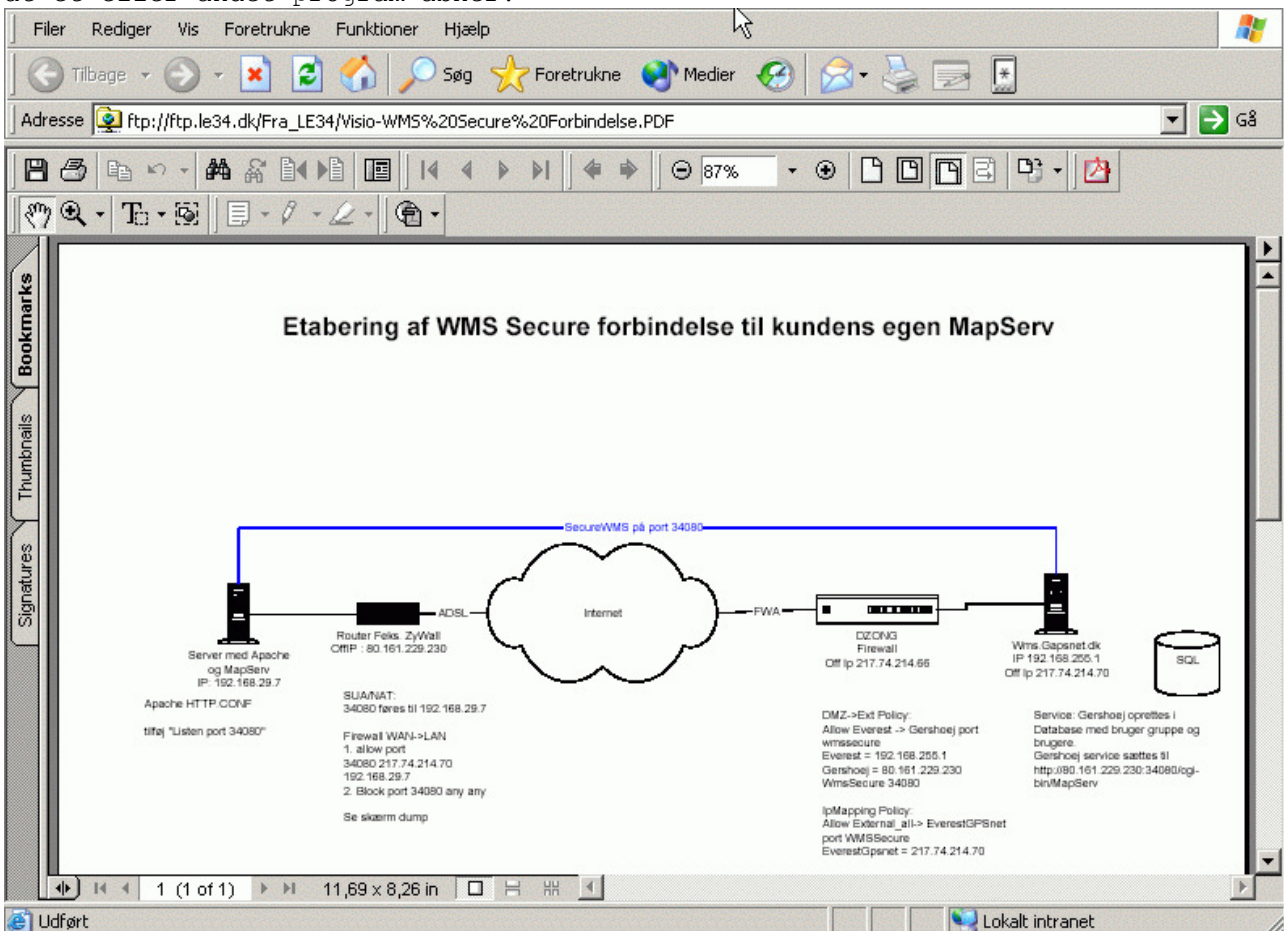 Filer Rediger Vis Foretrukne Funktioner Hjælp
Tilbage Søg Foretrukne Medier
Adresse ftp://ftp.le34.dk/Fra_LE34/Visio-WMS%20Secure%20Forbindelse.PDF Gå
87%
Bookmarks
Thumbnails
Signatures
Etabering af WMS Secure forbindelse til kundens egen MapServ
SecureWMS på port 34080
ADSL
Internet
FWA
Server med Apache
og MapServ
IP: 192.168.29.7
Apache HTTP.CONF
tilføj "Listen port 34080"
Router Feks. ZyWall
OffIP : 80.161.229.230
SUA/NAT:
34080 føres til 192.168.29.7
Firewall WAN->LAN
1. allow port
34080 217.74.214.70
192.168.29.7
2. Block port 34080 any any
Se skærm dump
DZONG
Firewall
Off Ip 217.74.214.66
DMZ->Ext Policy:
Allow Everest -> Gershoej port
wmssecure
Everest = 192.168.255.1
Gershoej = 80.161.229.230
WmsSecure 34080
IpMapping Policy:
Allow External_all-> EverestGPSnet
port WMSSecure
EverestGpsnet = 217.74.214.70
Wms.Gapsnet.dk
IP 192.168.255.1
Off Ip 217.74.214.70
SQL
Service: Gershoej oprettes i
Database med bruger gruppe og
brugere.
Gershoej service sættes til
http://80.161.229.230:34080/cgi-
bin/MapServ
1 (1 of 1) 11,69 x 8,26 in
Udført Lokalt intranet